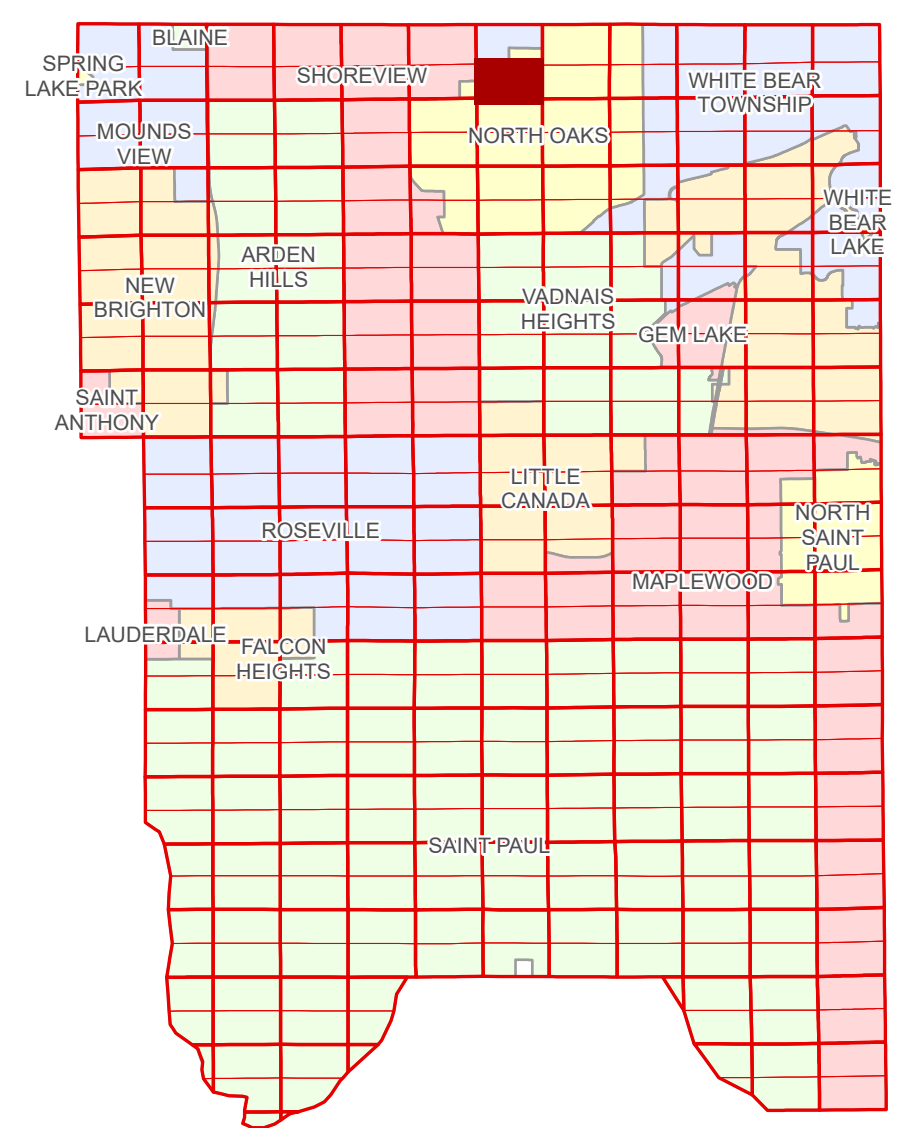 BLAINE
SPRING
LAKE PARK
SHOREVIEW
WHITE BEAR
TOWNSHIP
MOUNDS
VIEW
NORTH OAKS
WHITE
BEAR
LAKE
ARDEN
HILLS
NEW
BRIGHTON
VADNAIS
HEIGHTS
GEM LAKE
SAINT
ANTHONY
LITTLE
CANADA
NORTH
SAINT
PAUL
ROSEVILLE
MAPLEWOOD
LAUDERDALE
FALCON
HEIGHTS
SAINT PAUL